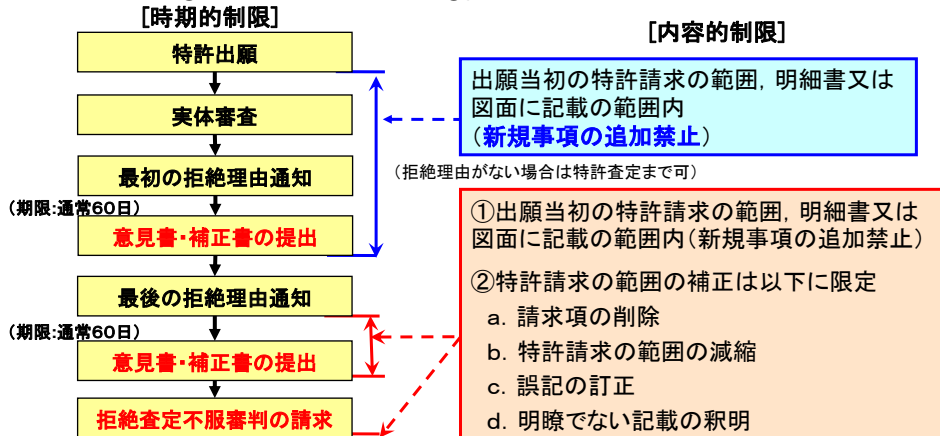 [時期的制限]
特許出願
実体審査
最初の拒絶理由通知
(期限:通常60日)
意見書・補正書の提出
最後の拒絶理由通知
(期限:通常60日)
意見書・補正書の提出
拒絶査定不服審判の請求
[内容的制限]
出願当初の特許請求の範囲,明細書又は
図面に記載の範囲内
(新規事項の追加禁止)
(拒絶理由がない場合は特許査定まで可)
①出願当初の特許請求の範囲,明細書又は
図面に記載の範囲内(新規事項の追加禁止)
②特許請求の範囲の補正は以下に限定
a. 請求項の削除
b. 特許請求の範囲の減縮
c. 誤記の訂正
d. 明瞭でない記載の釈明